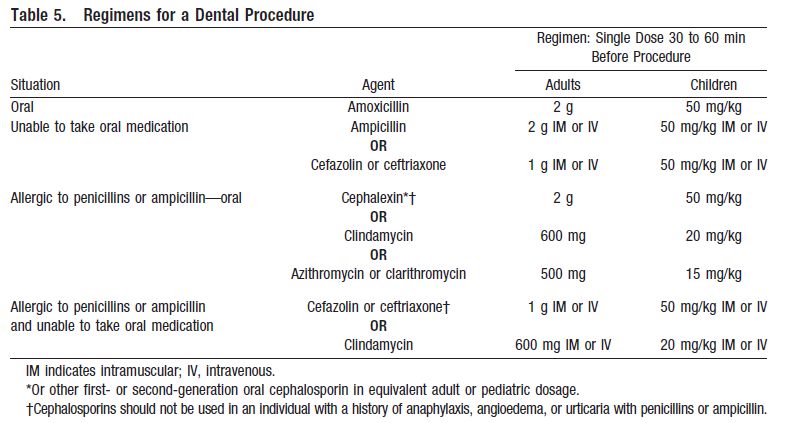 Table 5. Regimens for a Dental Procedure
Regimen: Single Dose 30 to 60 min
Before Procedure
Situation Agent Adults Children
Oral Amoxicillin 2 g 50 mg/kg
Unable to take oral medication Ampicillin 2 g IM or IV 50 mg/kg IM or IV
OR
Cefazolin or ceftriaxone 1 g IM or IV 50 mg/kg IM or IV
Allergic to penicillins or ampicillin—oral Cephalexin*† 2 g 50 mg/kg
OR
Clindamycin 600 mg 20 mg/kg
OR
Azithromycin or clarithromycin 500 mg 15 mg/kg
Allergic to penicillins or ampicillin Cefazolin or ceftriaxone† 1 g IM or IV 50 mg/kg IM or IV
and unable to take oral medication OR
Clindamycin 600 mg IM or IV 20 mg/kg IM or IV
IM indicates intramuscular; IV, intravenous.
*Or other first- or second-generation oral cephalosporin in equivalent adult or pediatric dosage.
†Cephalosporins should not be used in an individual with a history of anaphylaxis, angioedema, or urticaria with penicillins or ampicillin.